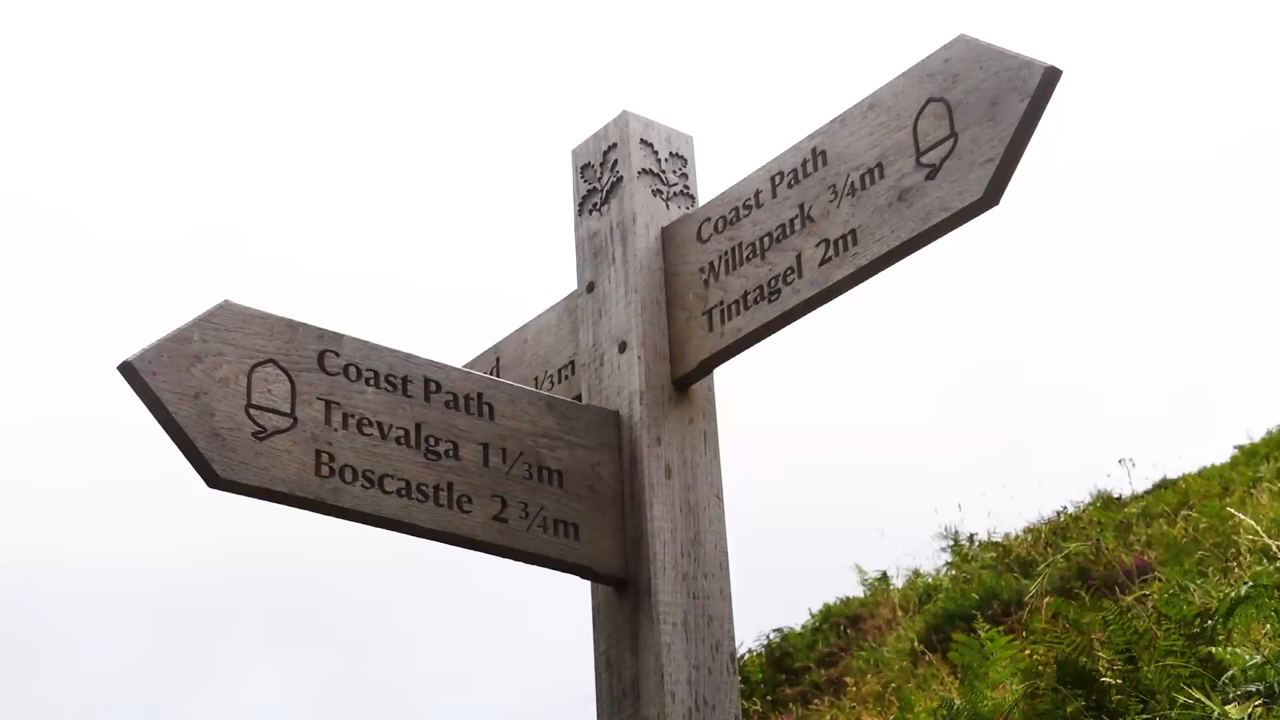 Coast Path
Willapark ¾m
Tintagel 2m
Coast Path
Trevalga 1⅓m
Boscastle 2¾m
⅓m